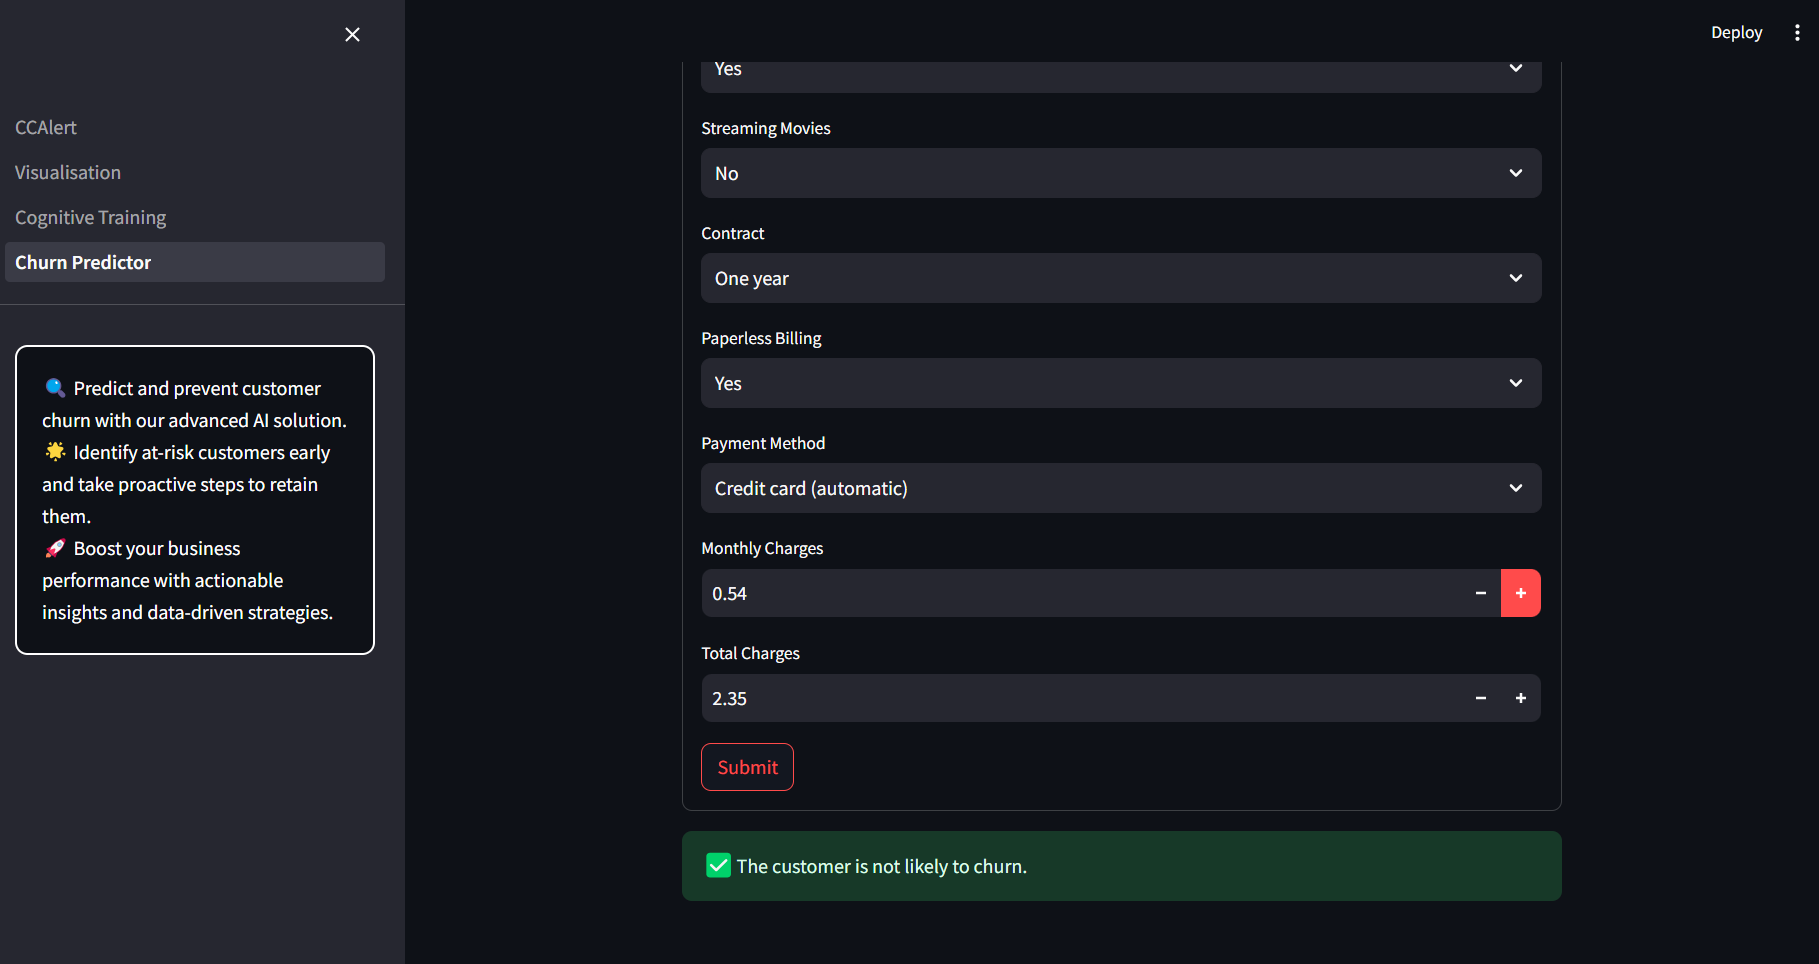 Deploy
CCAlert
Visualisation
Cognitive Training
Churn Predictor
🔍 Predict and prevent customer
churn with our advanced AI solution.
🌟 Identify at-risk customers early
and take proactive steps to retain
them.
🚀 Boost your business
performance with actionable
insights and data-driven strategies.
Yes
Streaming Movies
No
Contract
One year
Paperless Billing
Yes
Payment Method
Credit card (automatic)
Monthly Charges
0.54
Total Charges
2.35
Submit
✅ The customer is not likely to churn.